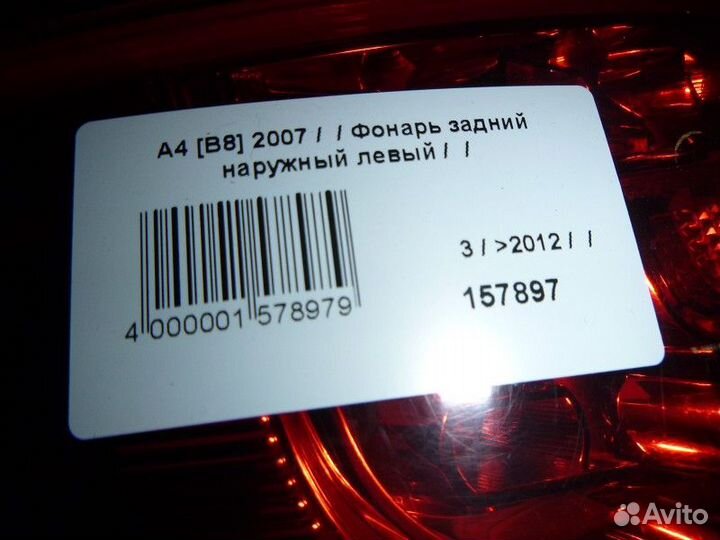 A4 [B8] 2007 / / Фонарь задний
наружный левый / /
3 / >2012 / /
157897
4 000001 578979
Avito